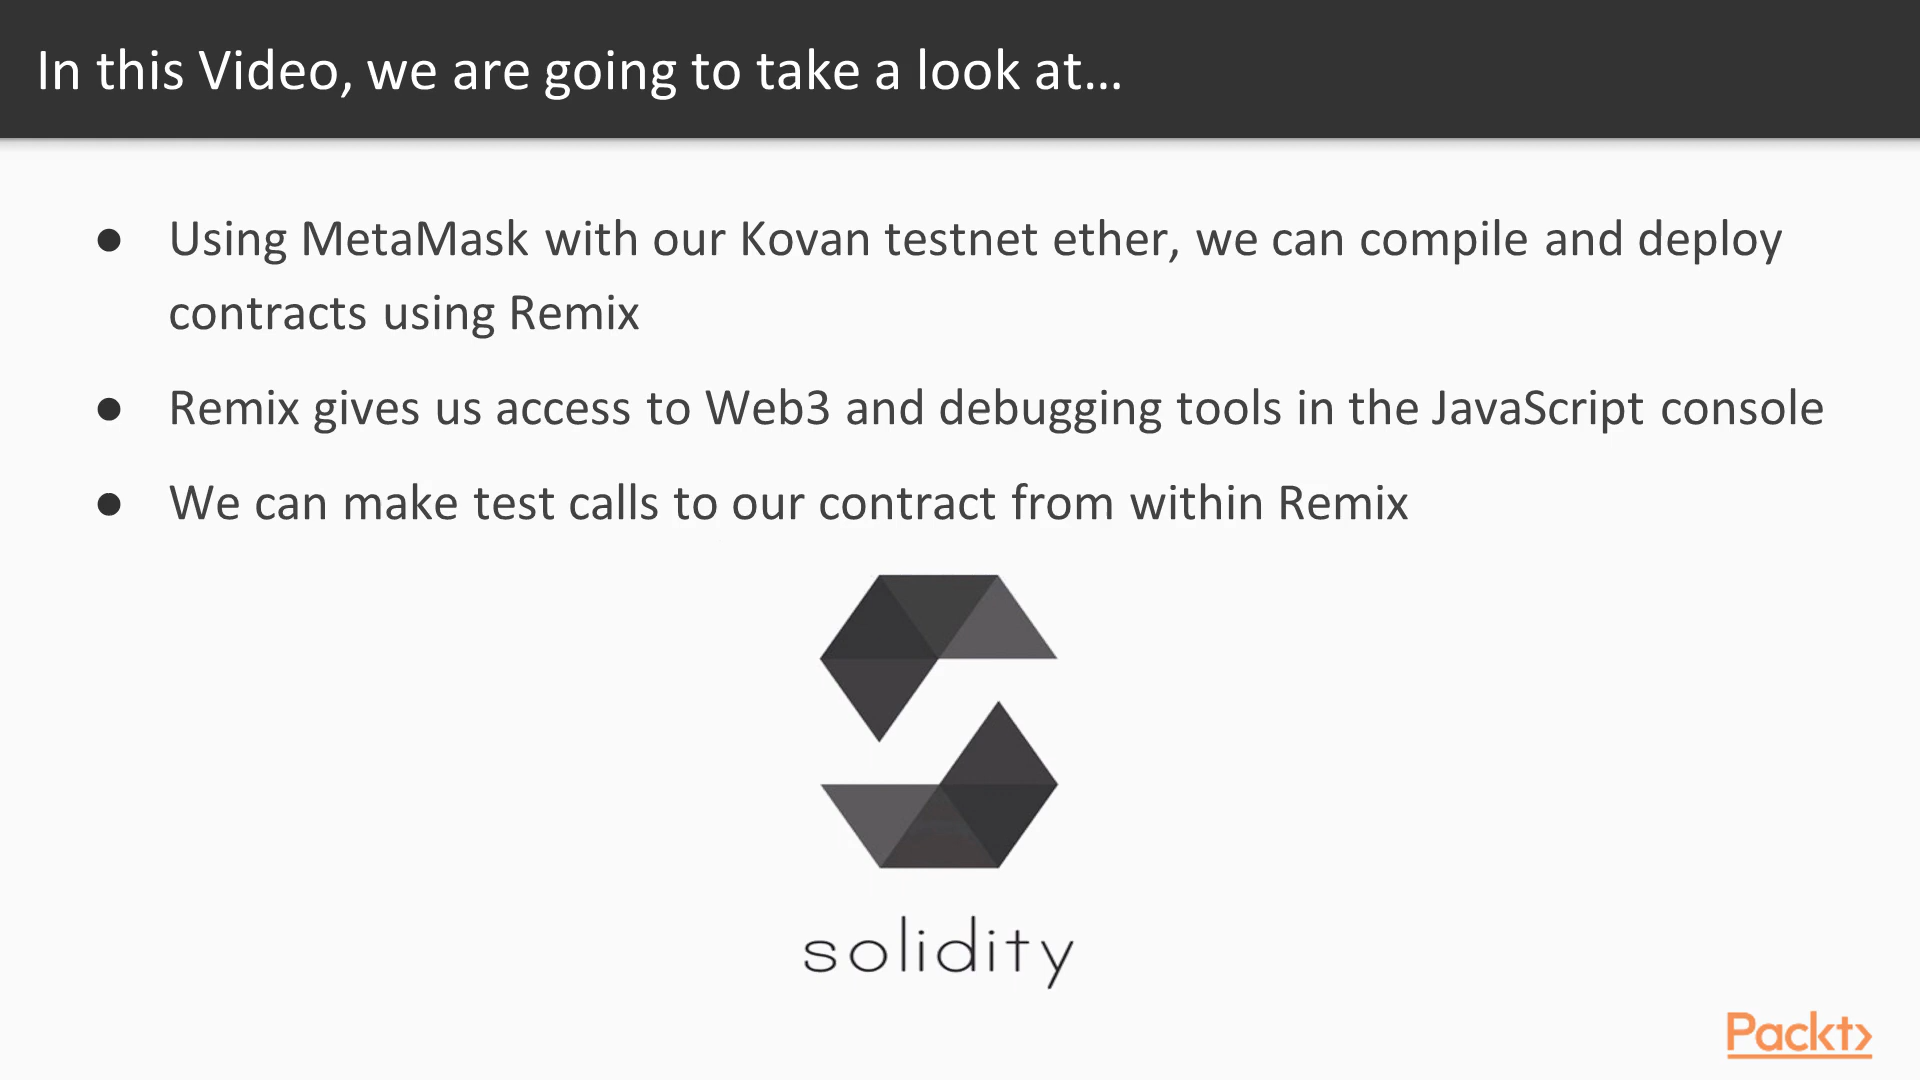 In this Video, we are going to take a look at...
● Using MetaMask with our Kovan testnet ether, we can compile and deploy
contracts using Remix
● Remix gives us access to Web3 and debugging tools in the JavaScript console
● We can make test calls to our contract from within Remix
solidity
Packt>